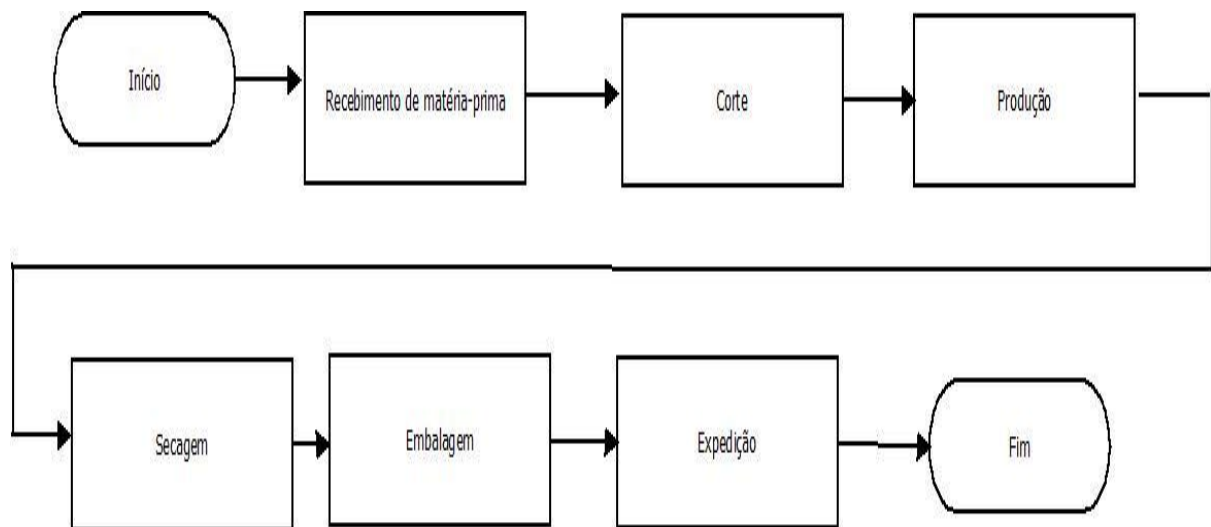 Início
Recebimento de matéria-prima
Corte
Produção
Secagem
Embalagem
Expedição
Fim